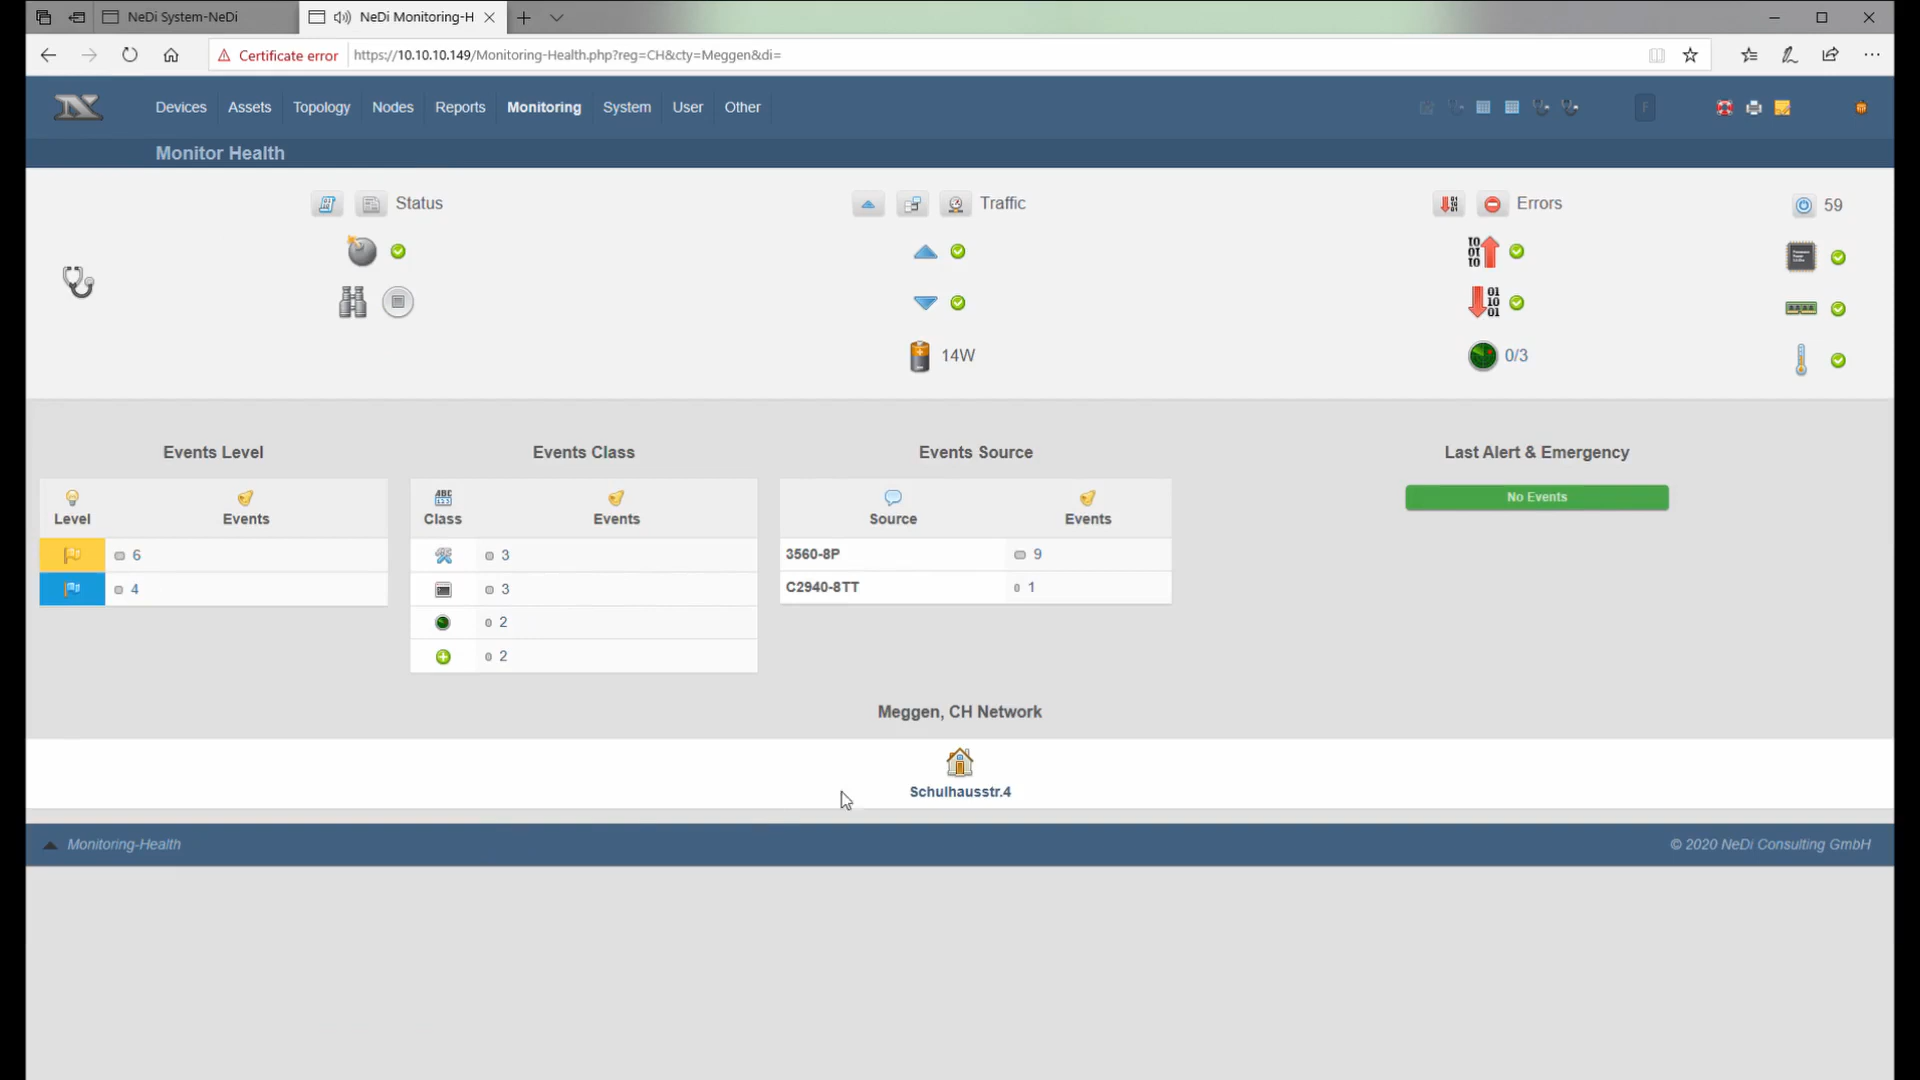 NeDi System-NeDi
NeDi Monitoring-H
Certificate error
https://10.10.10.149/Monitoring-Health.php?reg=CH&cty=Meggen&di=
Devices Assets Topology Nodes Reports Monitoring System User Other
F
Monitor Health
Status
Traffic
Errors
59
14W
0/3
Events Level
Level Events
6
4
Events Class
ABC
123
Class Events
3
3
2
2
Events Source
Source Events
3560-8P 9
C2940-8TT 1
Last Alert & Emergency
No Events
Meggen, CH Network
Schulhausstr.4
Monitoring-Health
© 2020 NeDi Consulting GmbH